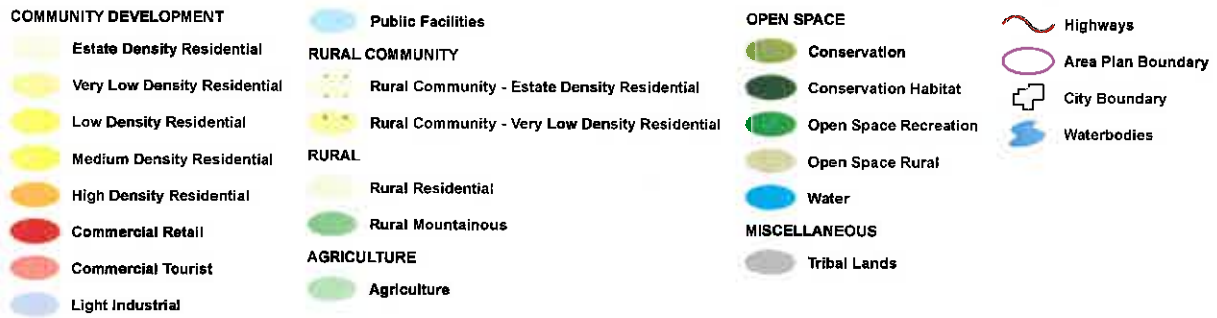 COMMUNITY DEVELOPMENT
Estate Density Residential
Very Low Density Residential
Low Density Residential
Medium Density Residential
High Density Residential
Commercial Retail
Commercial Tourist
Light Industrial
Public Facilities
RURAL COMMUNITY
Rural Community - Estate Density Residential
Rural Community - Very Low Density Residential
RURAL
Rural Residential
Rural Mountainous
AGRICULTURE
Agriculture
OPEN SPACE
Conservation
Conservation Habitat
Open Space Recreation
Open Space Rural
Water
MISCELLANEOUS
Tribal Lands
Highways
Area Plan Boundary
City Boundary
Waterbodies